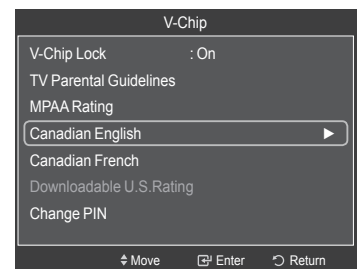 V-Chip
V-Chip Lock : On
TV Parental Guidelines
MPAA Rating
Canadian English ►
Canadian French
Downloadable U.S.Rating
Change PIN
Move Enter Return